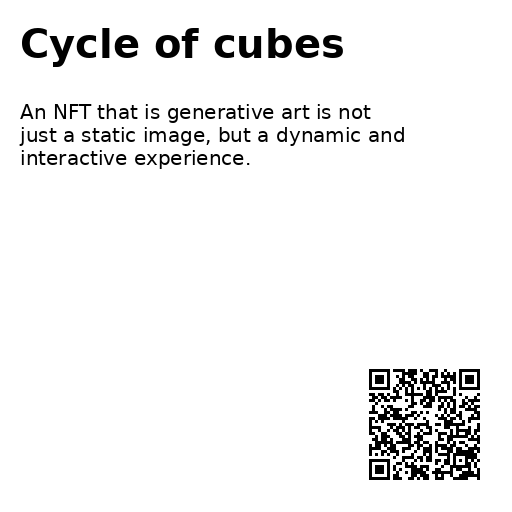 Cycle of cubes
An NFT that is generative art is not
just a static image, but a dynamic and
interactive experience.